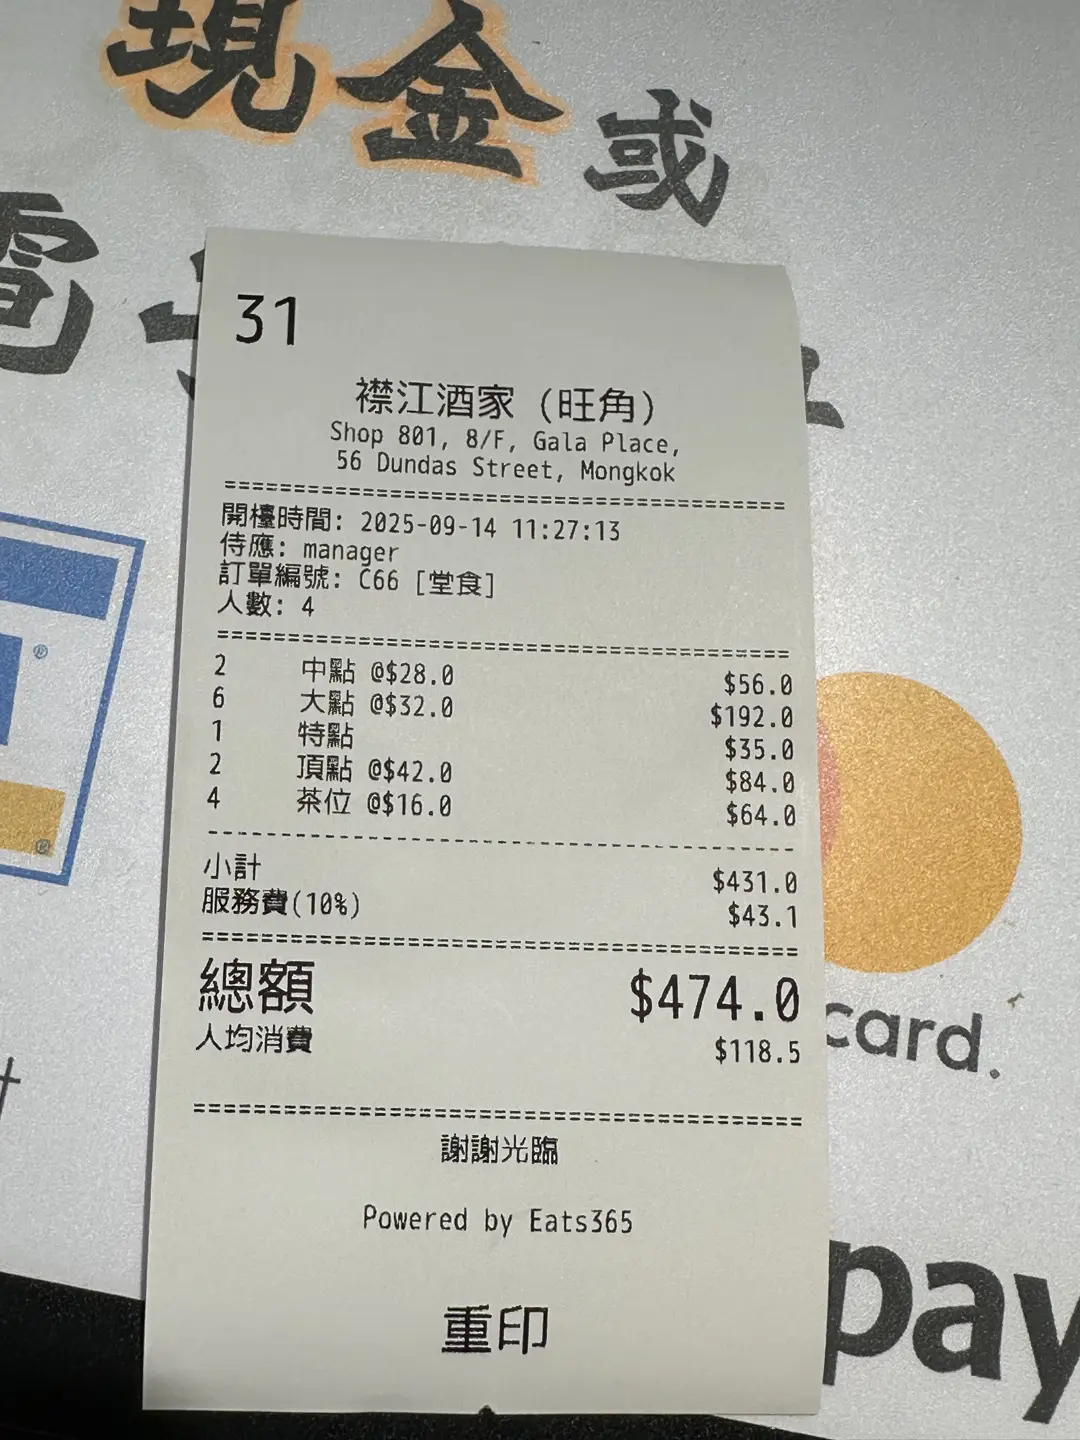 現金或
電子
31
襟江酒家 (旺角)
Shop 801, 8/F, Gala Place,
56 Dundas Street, Mongkok
開檯時間: 2025-09-14 11:27:13
侍應: manager
訂單編號: C66 [堂食]
人數: 4
2 中點 @$28.0 $56.0
6 大點 @$32.0 $192.0
1 特點 $35.0
2 頂點 @$42.0 $84.0
4 茶位 @$16.0 $64.0
小計 $431.0
服務費(10%) $43.1
總額 $474.0
人均消費 $118.5
謝謝光臨
Powered by Eats365
重印
card.
pay